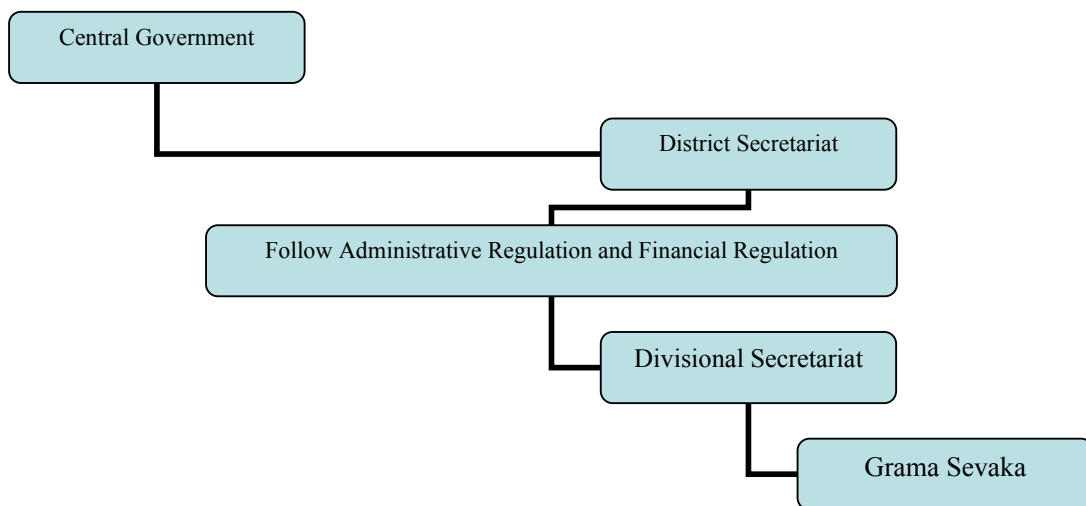 Central Government
District Secretariat
Follow Administrative Regulation and Financial Regulation
Divisional Secretariat
Grama Sevaka